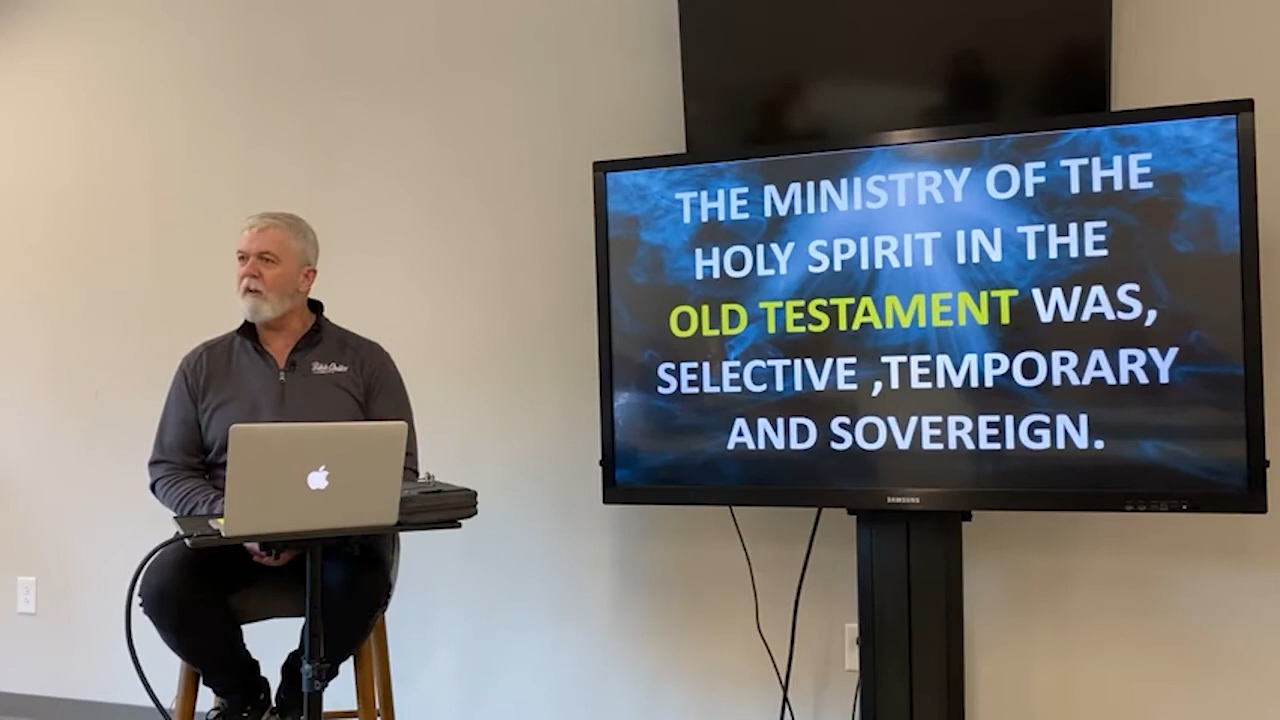 THE MINISTRY OF THE
HOLY SPIRIT IN THE
OLD TESTAMENT WAS,
SELECTIVE ,TEMPORARY
AND SOVEREIGN.
SAMSUNG